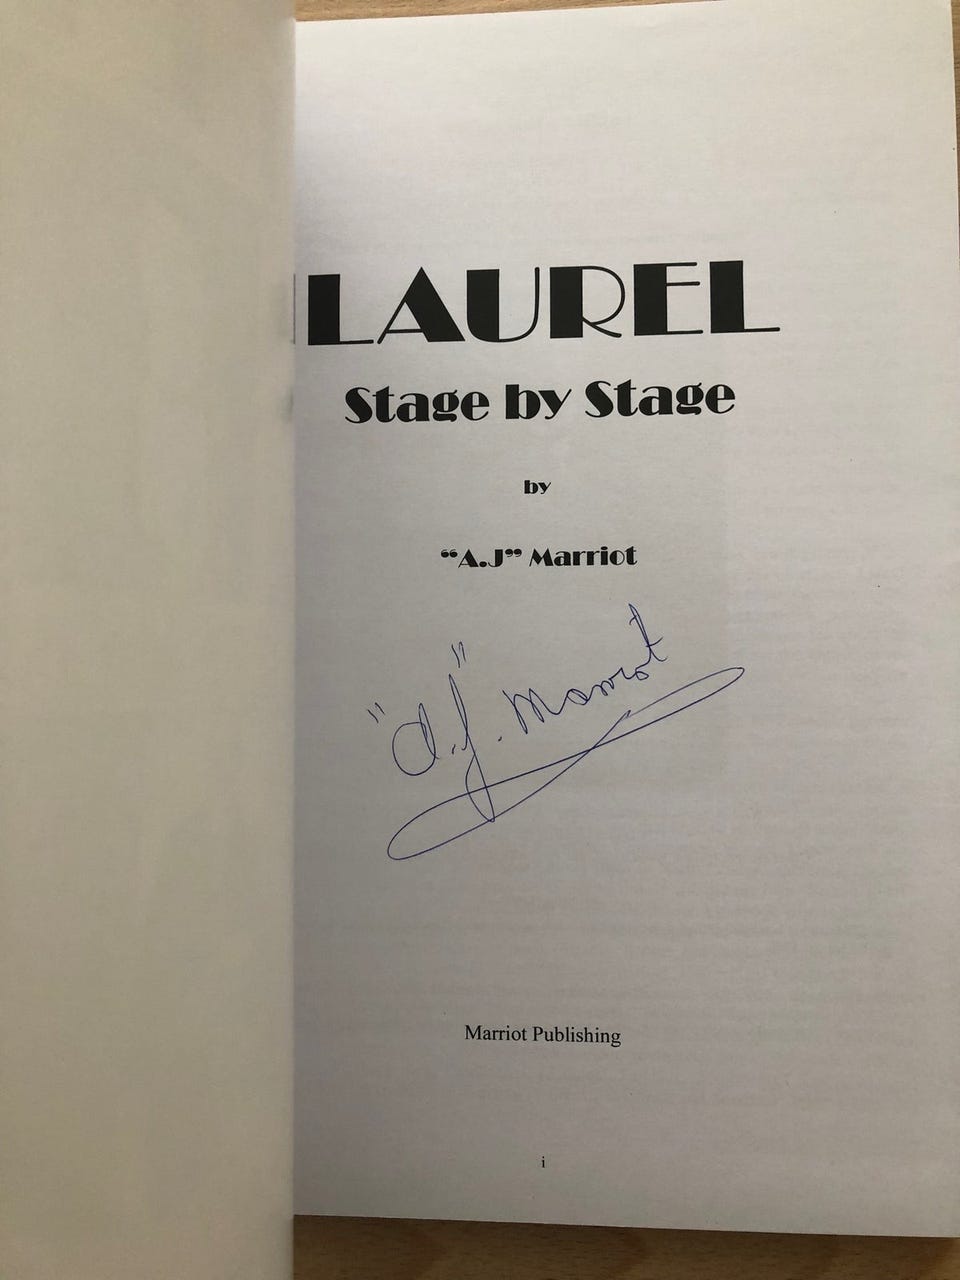 LAUREL
Stage by Stage
by
“A.J” Marriot
"A.J. Marriot
Marriot Publishing
i